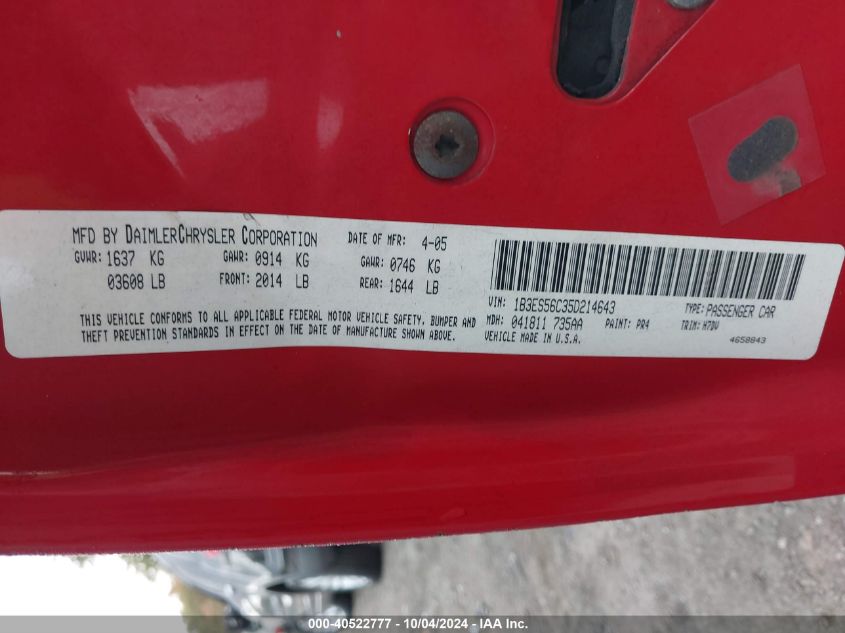 MFD BY DAIMLERCHRYSLER CORPORATION DATE OF MFR: 4-05
GVWR: 1637 KG GAWR: 0914 KG GAWR: 0746 KG
03608 LB FRONT: 2014 LB REAR: 1644 LB
THIS VEHICLE CONFORMS TO ALL APPLICABLE FEDERAL MOTOR VEHICLE SAFETY, BUMPER AND
THEFT PREVENTION STANDARDS IN EFFECT ON THE DATE OF MANUFACTURE SHOWN ABOVE.
VIN: 1B3ES56C35D214643 TYPE: PASSENGER CAR
MDH: 041811 735AA PAINT: PR4 TRIM: H7DV
VEHICLE MADE IN U.S.A. 4658843
000-40522777 - 10/04/2024 - IAA Inc.